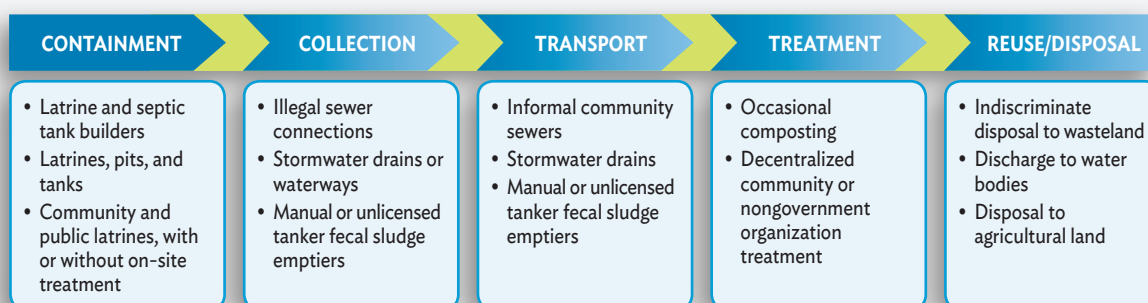 CONTAINMENT
COLLECTION
TRANSPORT
TREATMENT
REUSE/DISPOSAL
• Latrine and septic
tank builders
• Latrines, pits, and
tanks
• Community and
public latrines, with
or without on-site
treatment
• Illegal sewer
connections
• Stormwater drains or
waterways
• Manual or unlicensed
tanker fecal sludge
emptiers
• Informal community
sewers
• Stormwater drains
• Manual or unlicensed
tanker fecal sludge
emptiers
• Occasional
composting
• Decentralized
community or
nongovernment
organization
treatment
• Indiscriminate
disposal to wasteland
• Discharge to water
bodies
• Disposal to
agricultural land